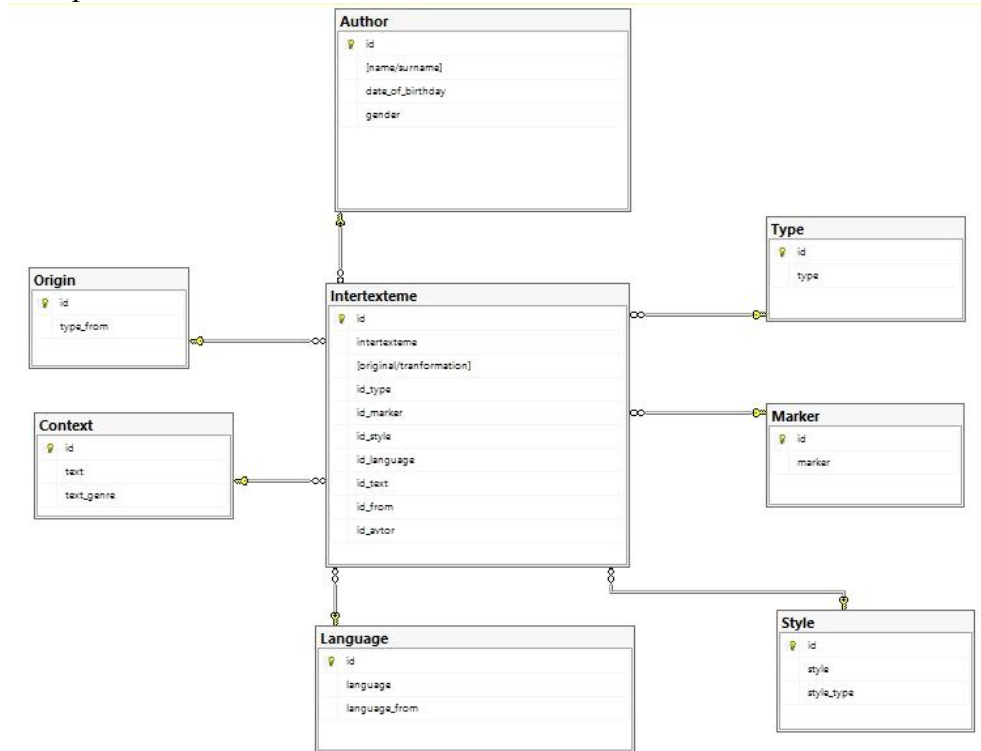 Author
id
[name/surname]
date_of_birthday
gender
Type
id
type
Origin
id
type_from
Intertexteme
id
intertexteme
[original/tranformation]
id_type
id_marker
id_style
id_language
id_text
id_from
id_avtor
Context
id
text
text_genre
Marker
id
marker
Language
id
language
language_from
Style
id
style
style_type